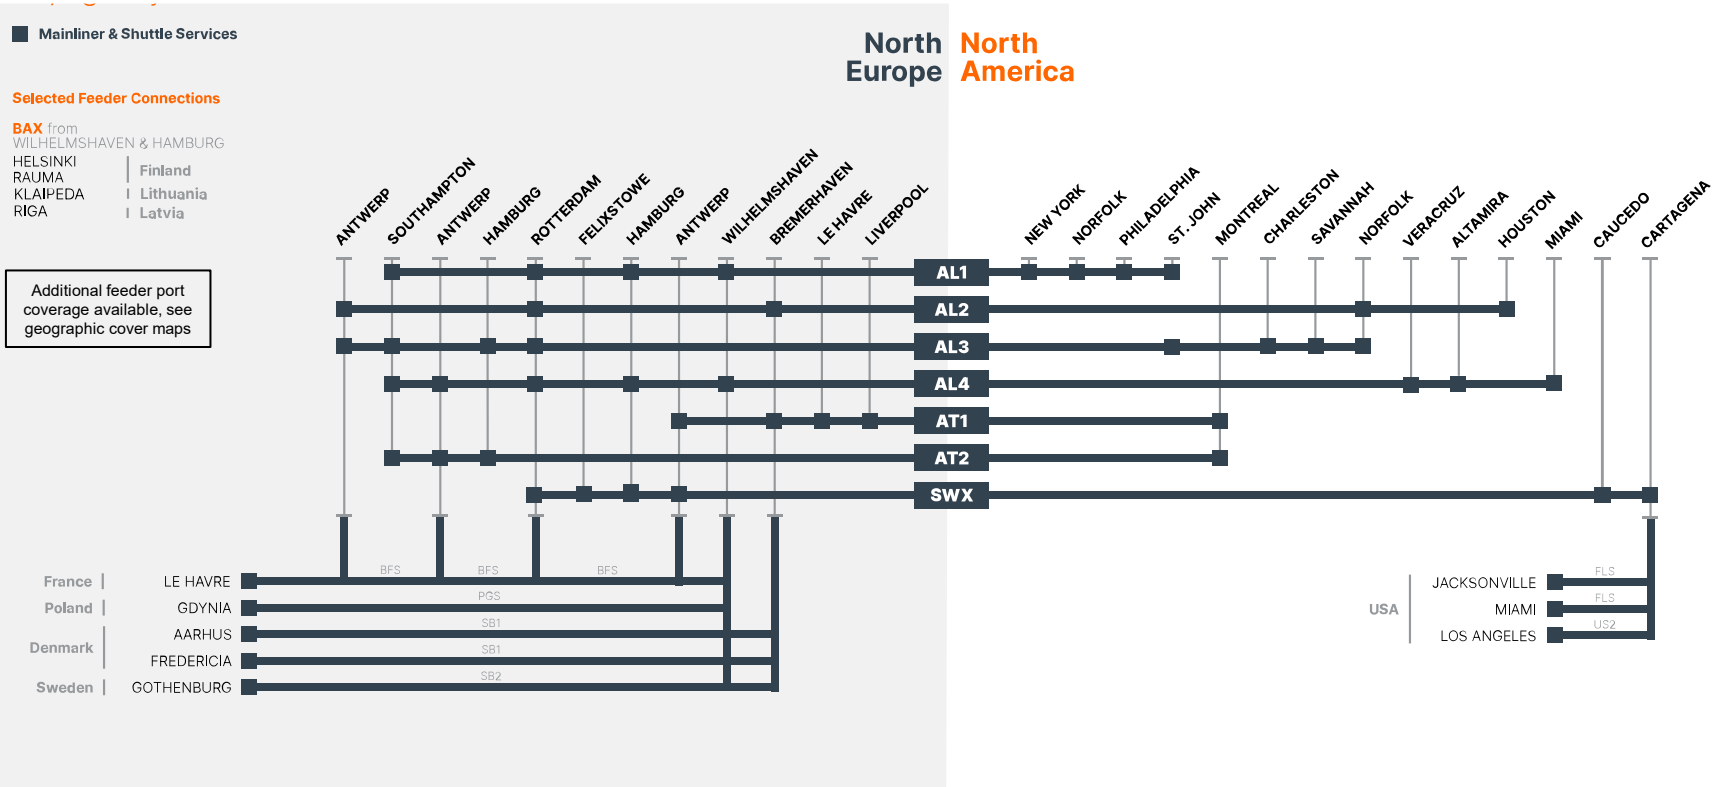 Mainliner & Shuttle Services
North
Europe
North
America
Selected Feeder Connections
BAX from
WILHELMSHAVEN & HAMBURG
HELSINKI
RAUMA
Finland
KLAIPEDA
Lithuania
RIGA
Latvia
Additional feeder port
coverage available, see
geographic cover maps
ANTWERP
SOUTHAMPTON
ANTWERP
HAMBURG
ROTTERDAM
FELIXSTOWE
HAMBURG
ANTWERP
WILHELMSHAVEN
BREMERHAVEN
LE HAVRE
LIVERPOOL
NEW YORK
NORFOLK
PHILADELPHIA
ST. JOHN
MONTREAL
CHARLESTON
SAVANNAH
NORFOLK
VERACRUZ
ALTAMIRA
HOUSTON
MIAMI
CAUCEDO
CARTAGENA
AL1
AL2
AL3
AL4
AT1
AT2
SWX
France
LE HAVRE
BFS
BFS
BFS
Poland
GDYNIA
PGS
Denmark
AARHUS
SB1
FREDERICIA
SB1
Sweden
GOTHENBURG
SB2
USA
JACKSONVILLE
FLS
MIAMI
FLS
LOS ANGELES
US2